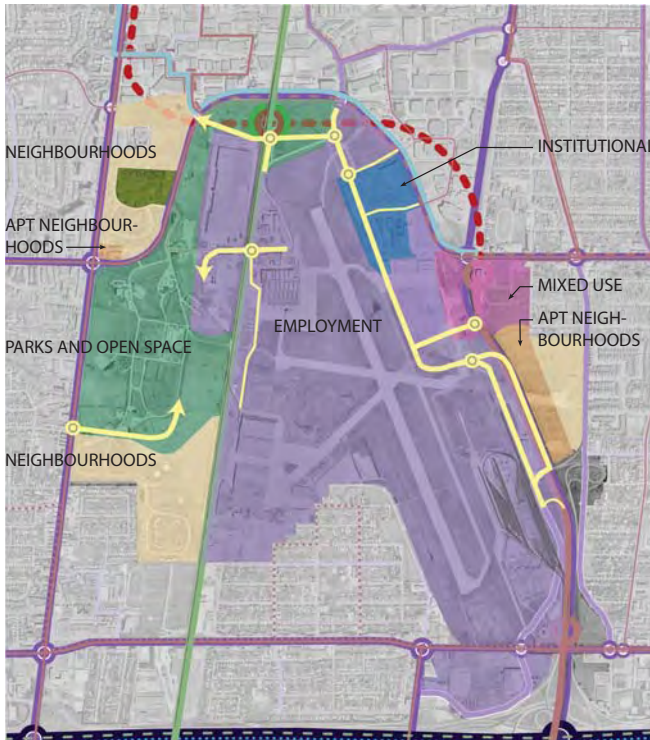 NEIGHBOURHOODS
INSTITUTIONAL
APT NEIGHBOUR-
HOODS
MIXED USE
EMPLOYMENT
APT NEIGH-
BOURHOODS
PARKS AND OPEN SPACE
NEIGHBOURHOODS